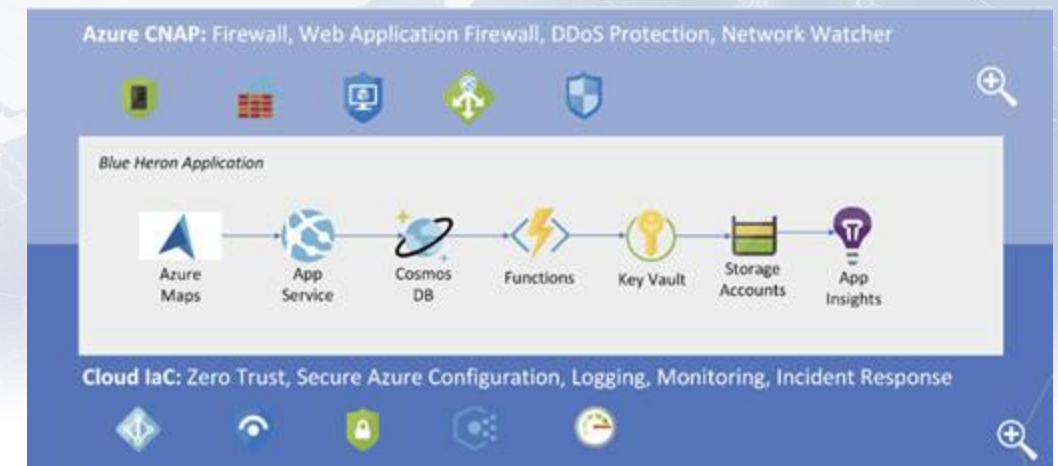 Azure CNAP: Firewall, Web Application Firewall, DDoS Protection, Network Watcher
Blue Heron Application
Azure
Maps
App
Service
Cosmos
DB
Functions
Key Vault
Storage
Accounts
App
Insights
Cloud IaC: Zero Trust, Secure Azure Configuration, Logging, Monitoring, Incident Response